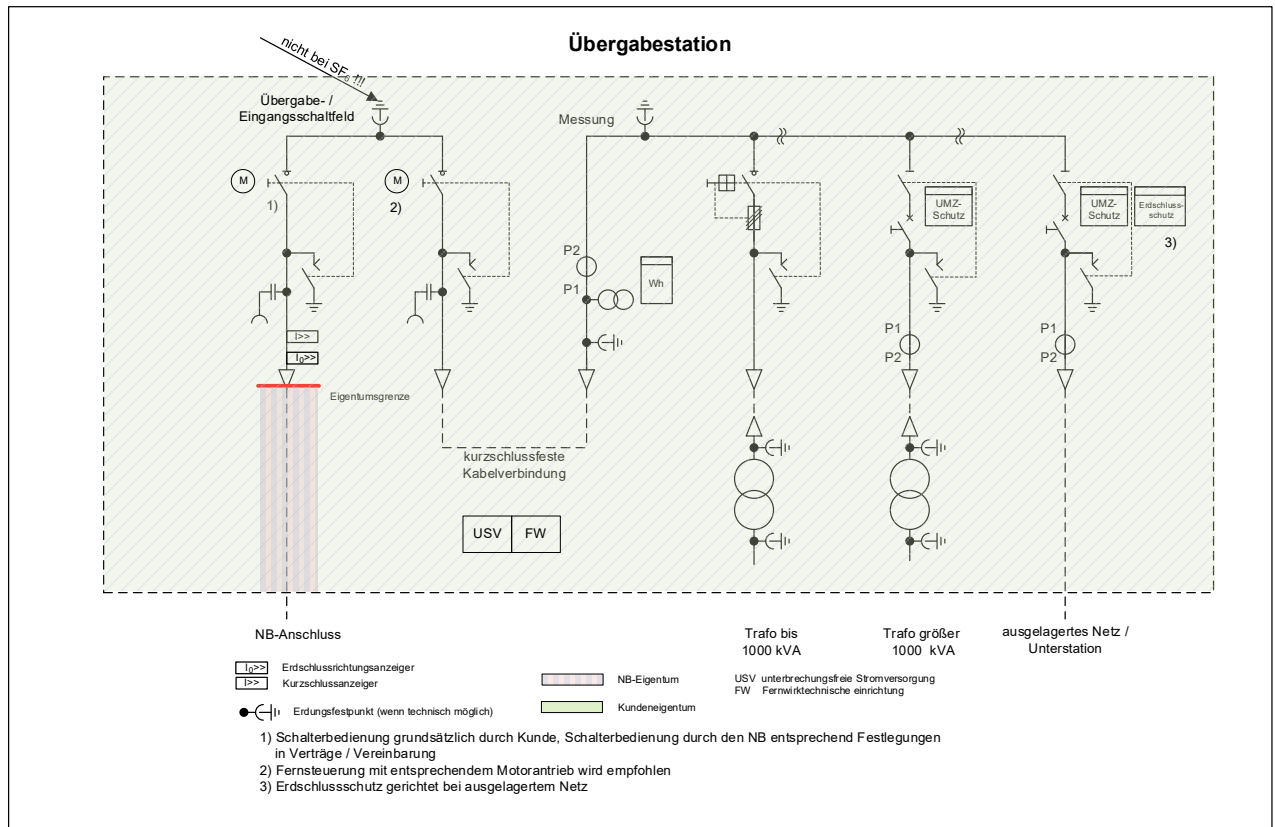 Übergabestation
nicht bei SF₆ !!!
Übergabe- /
Eingangsschaltfeld
Messung
M
1)
M
2)
UMZ-
Schutz
UMZ-
Schutz
Erdschluss-
schutz
3)
P2
P1
Wh
I>>
I₀>>
P1
P2
P1
P2
Eigentumsgrenze
kurzschlussfeste
Kabelverbindung
USV
FW
NB-Anschluss
Trafo bis
1000 kVA
Trafo größer
1000 kVA
ausgelagertes Netz /
Unterstation
I₀>> Erdschlussrichtungsanzeiger
I>> Kurzschlussanzeiger
Erdungsfestpunkt (wenn technisch möglich)
NB-Eigentum
Kundeneigentum
USV unterbrechungsfreie Stromversorgung
FW Fernwirktechnische einrichtung
1) Schalterbedienung grundsätzlich durch Kunde, Schalterbedienung durch den NB entsprechend Festlegungen
in Verträge / Vereinbarung
2) Fernsteuerung mit entsprechendem Motorantrieb wird empfohlen
3) Erdschlussschutz gerichtet bei ausgelagertem Netz